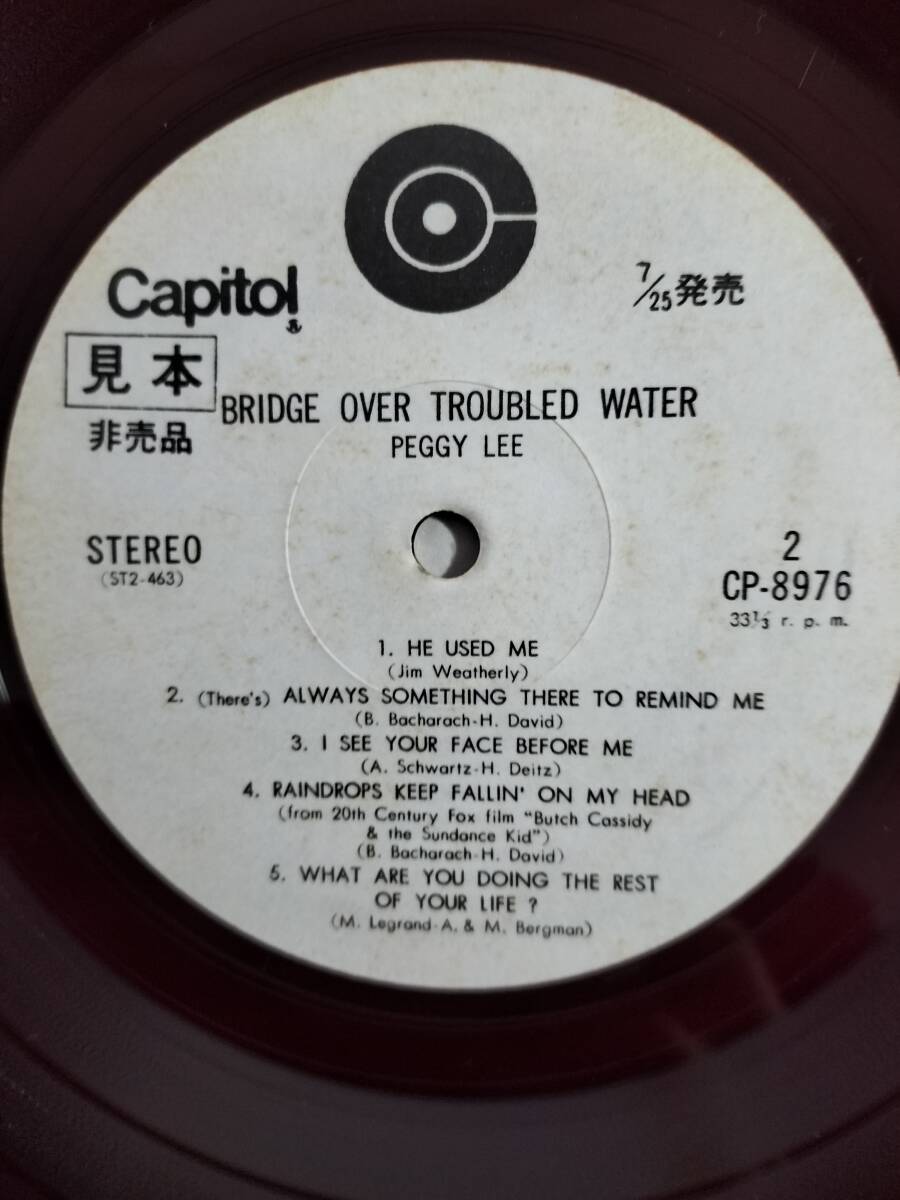 Capitol
®
7/25発売
見本
非売品
BRIDGE OVER TROUBLED WATER
PEGGY LEE
STEREO
(ST2-463)
2
CP-8976
33⅓ r. p. m.
1. HE USED ME
(Jim Weatherly)
2. (There's) ALWAYS SOMETHING THERE TO REMIND ME
(B. Bacharach-H. David)
3. I SEE YOUR FACE BEFORE ME
(A. Schwartz-H. Deitz)
4. RAINDROPS KEEP FALLIN' ON MY HEAD
(from 20th Century Fox film "Butch Cassidy
& the Sundance Kid")
(B. Bacharach-H. David)
5. WHAT ARE YOU DOING THE REST
OF YOUR LIFE ?
(M. Legrand-A. & M. Bergman)